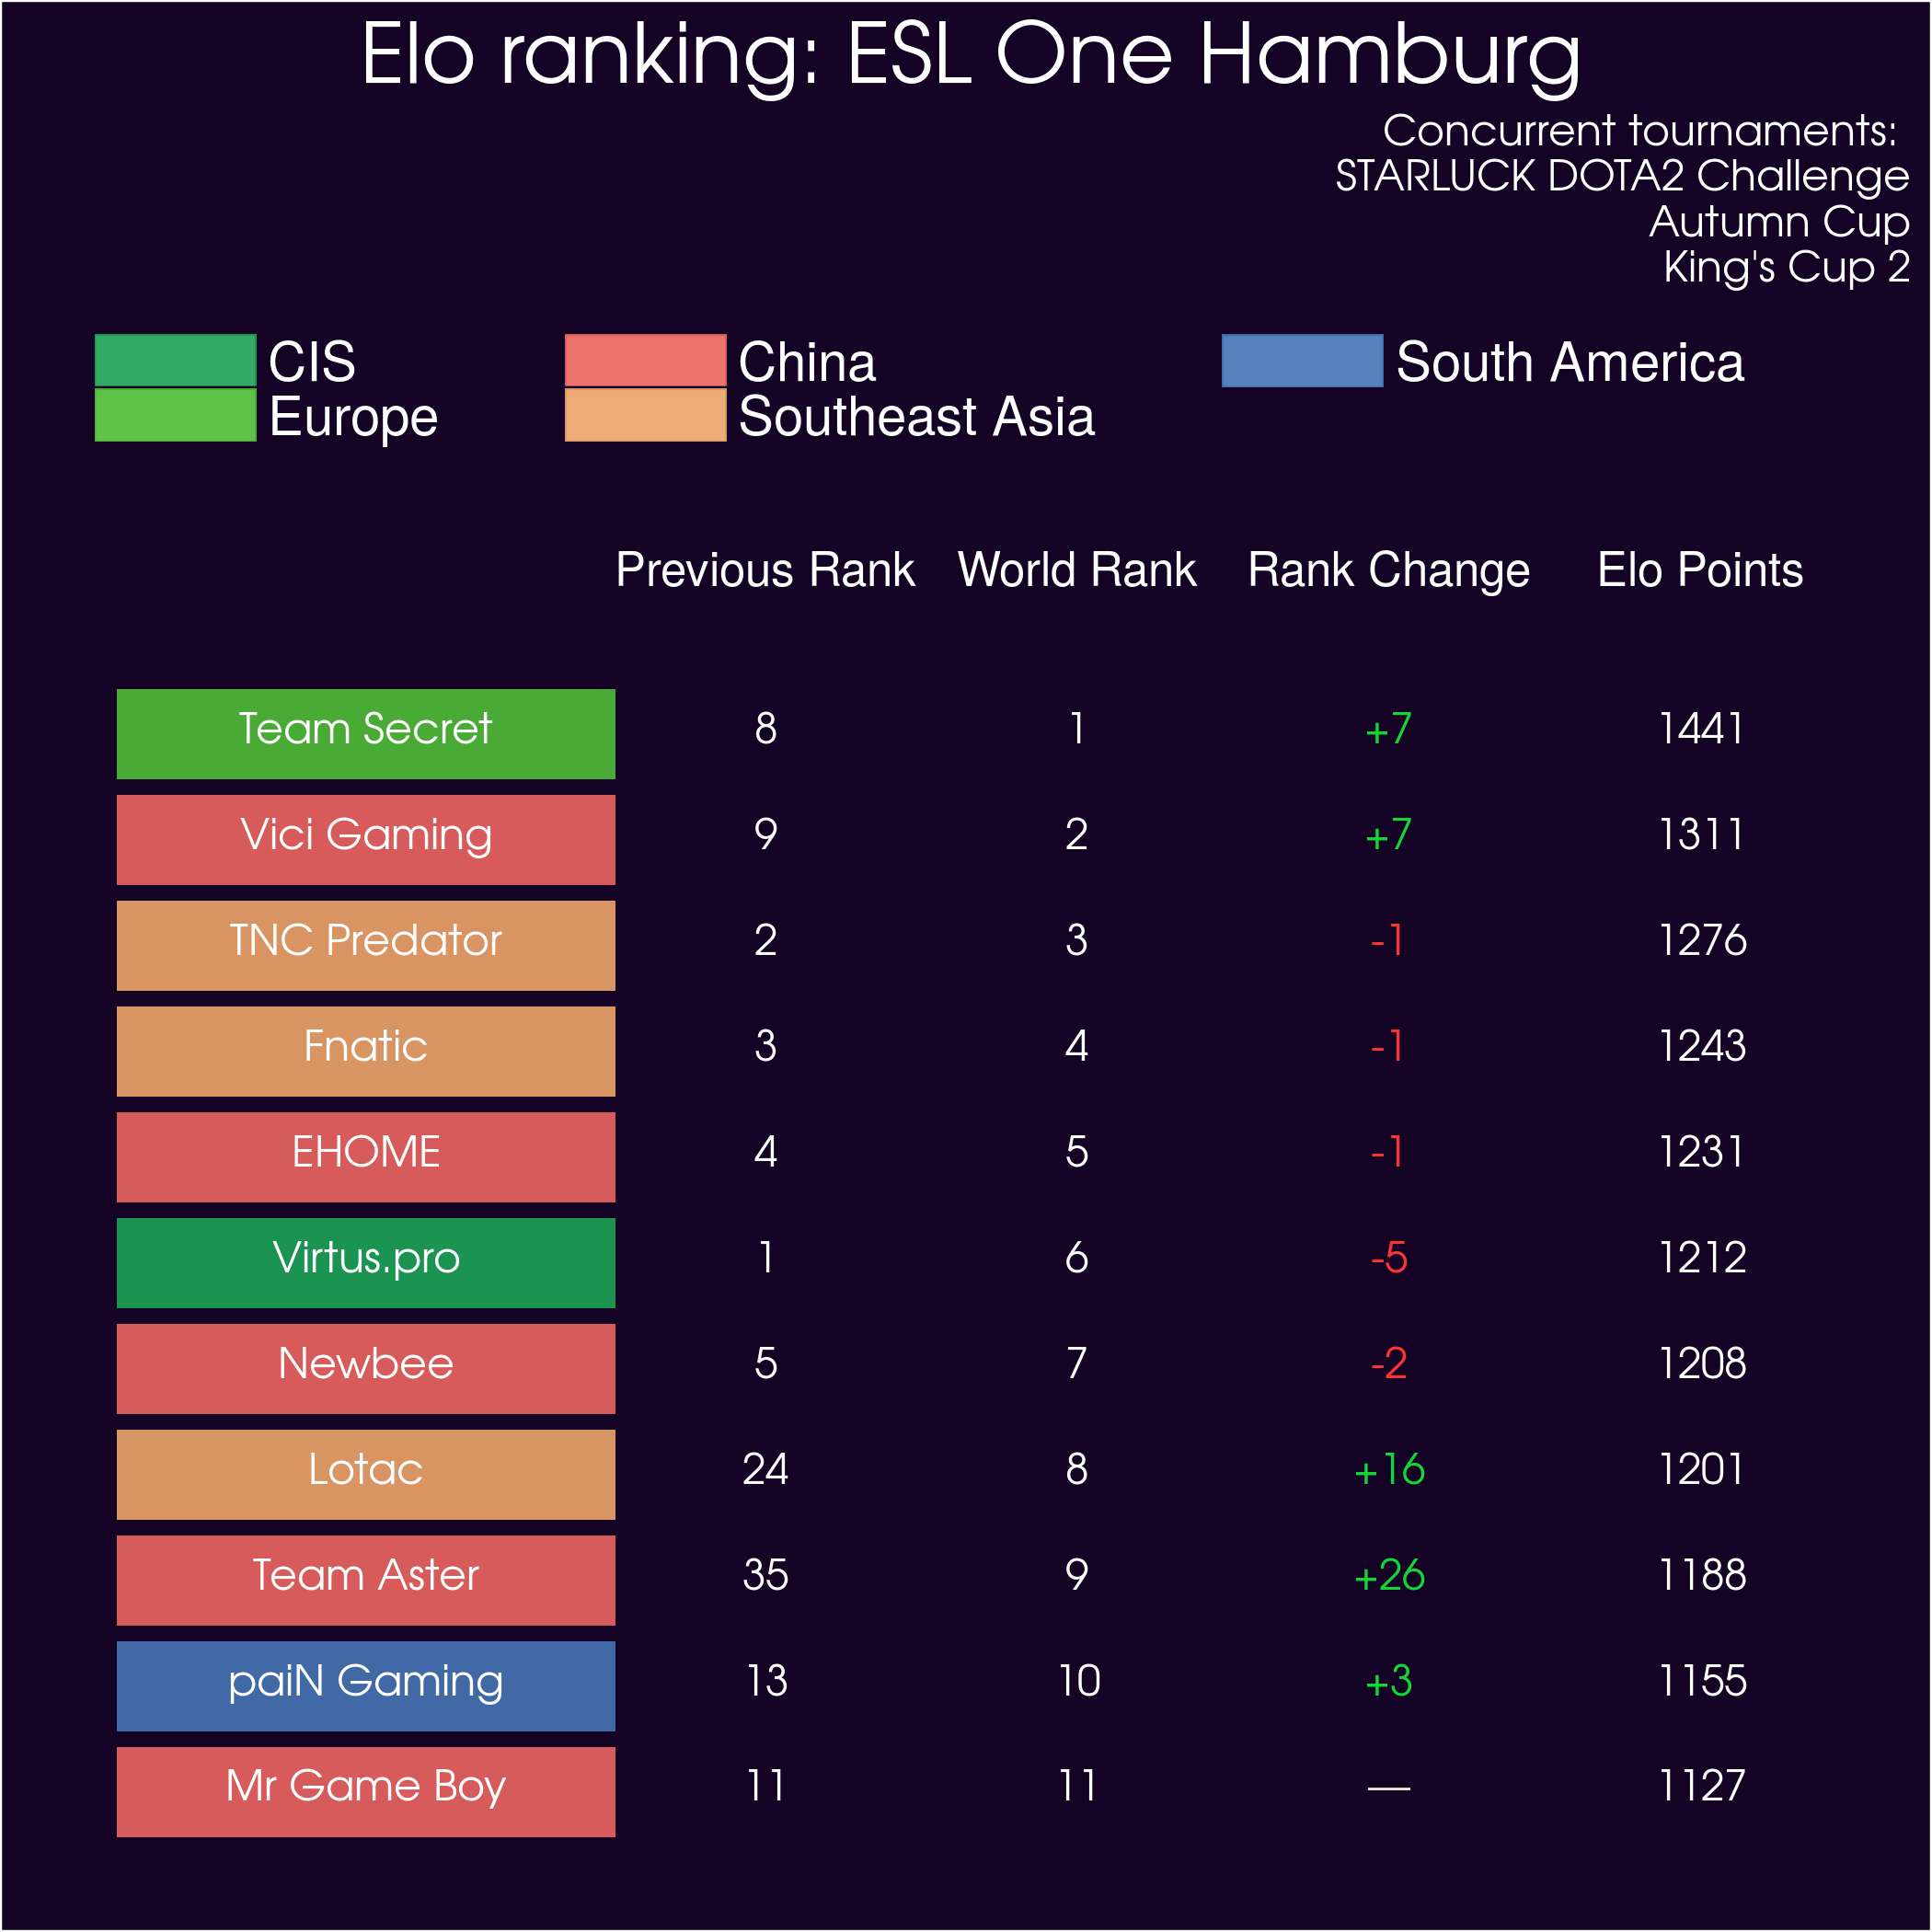 Elo ranking: ESL One Hamburg
Concurrent tournaments:
STARLUCK DOTA2 Challenge
Autumn Cup
King's Cup 2
CIS China South America
Europe Southeast Asia
Previous Rank World Rank Rank Change Elo Points
Team Secret 8 1 +7 1441
Vici Gaming 9 2 +7 1311
TNC Predator 2 3 -1 1276
Fnatic 3 4 -1 1243
EHOME 4 5 -1 1231
Virtus.pro 1 6 -5 1212
Newbee 5 7 -2 1208
Lotac 24 8 +16 1201
Team Aster 35 9 +26 1188
paiN Gaming 13 10 +3 1155
Mr Game Boy 11 11 — 1127